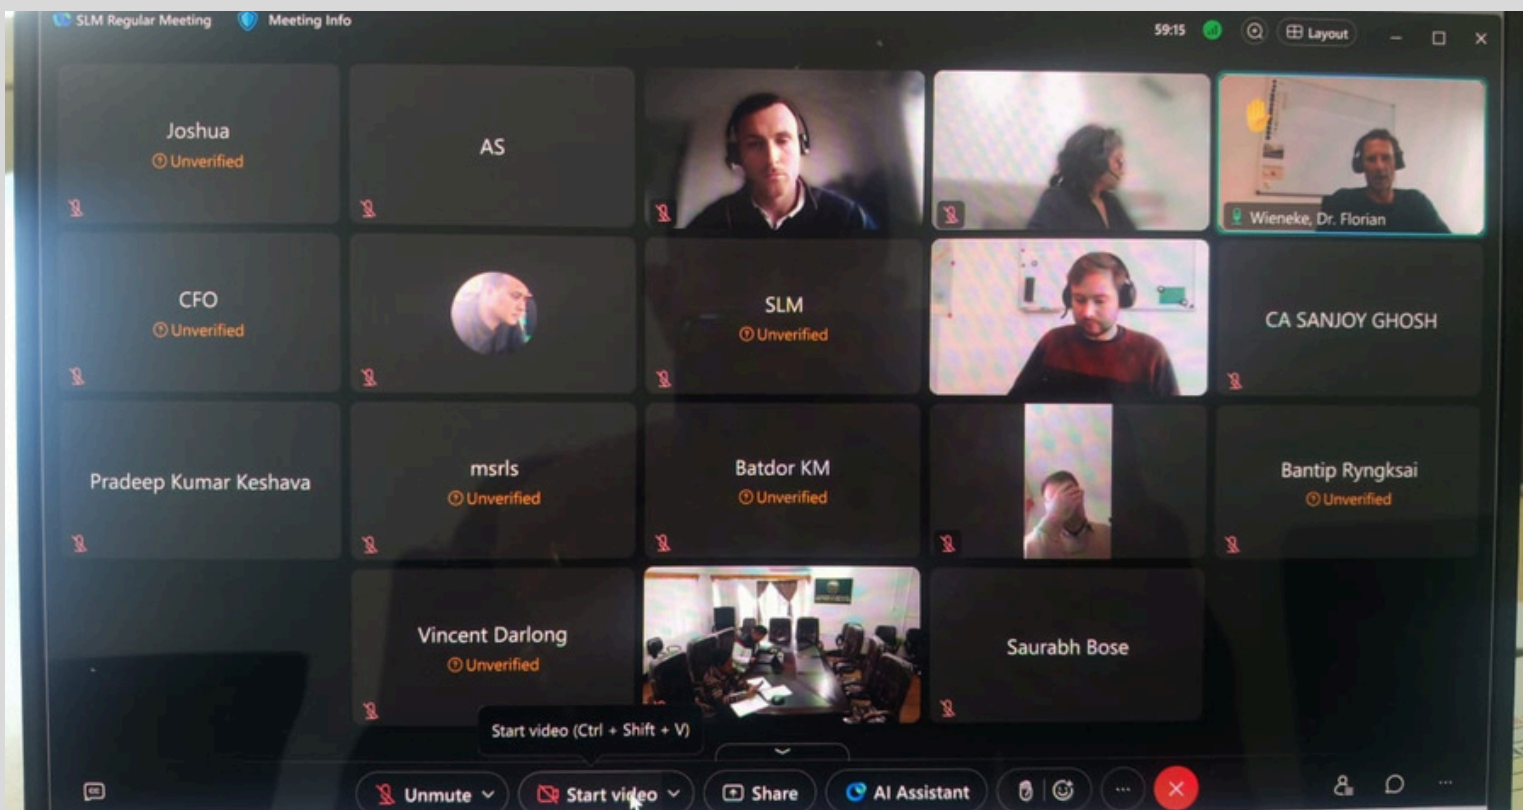 SLM Regular Meeting
Meeting Info
59:15
Layout
Joshua
Unverified
AS
Wieneke, Dr. Florian
CFO
Unverified
SLM
Unverified
CA SANJOY GHOSH
Pradeep Kumar Keshava
msrls
Unverified
Batdor KM
Unverified
Bantip Ryngksai
Unverified
Vincent Darlong
Unverified
Saurabh Bose
Start video (Ctrl + Shift + V)
Unmute
Start video
Share
AI Assistant